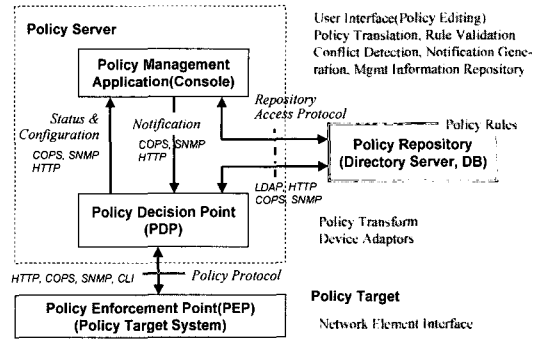 Policy Server
User Interface(Policy Editing)
Policy Translation, Rule Validation
Conflict Detection, Notification Gene-
ration, Mgmt Information Repository
Policy Management
Application(Console)
Status &
Configuration
COPS, SNMP
HTTP
Notification
COPS, SNMP
HTTP
Repository
Access Protocol
Policy Rules
Policy Repository
(Directory Server, DB)
LDAP, HTTP
COPS, SNMP
Policy Decision Point
(PDP)
Policy Transform
Device Adaptors
HTTP, COPS, SNMP, CLI
Policy Protocol
Policy Enforcement Point(PEP)
(Policy Target System)
Policy Target
Network Element Interface